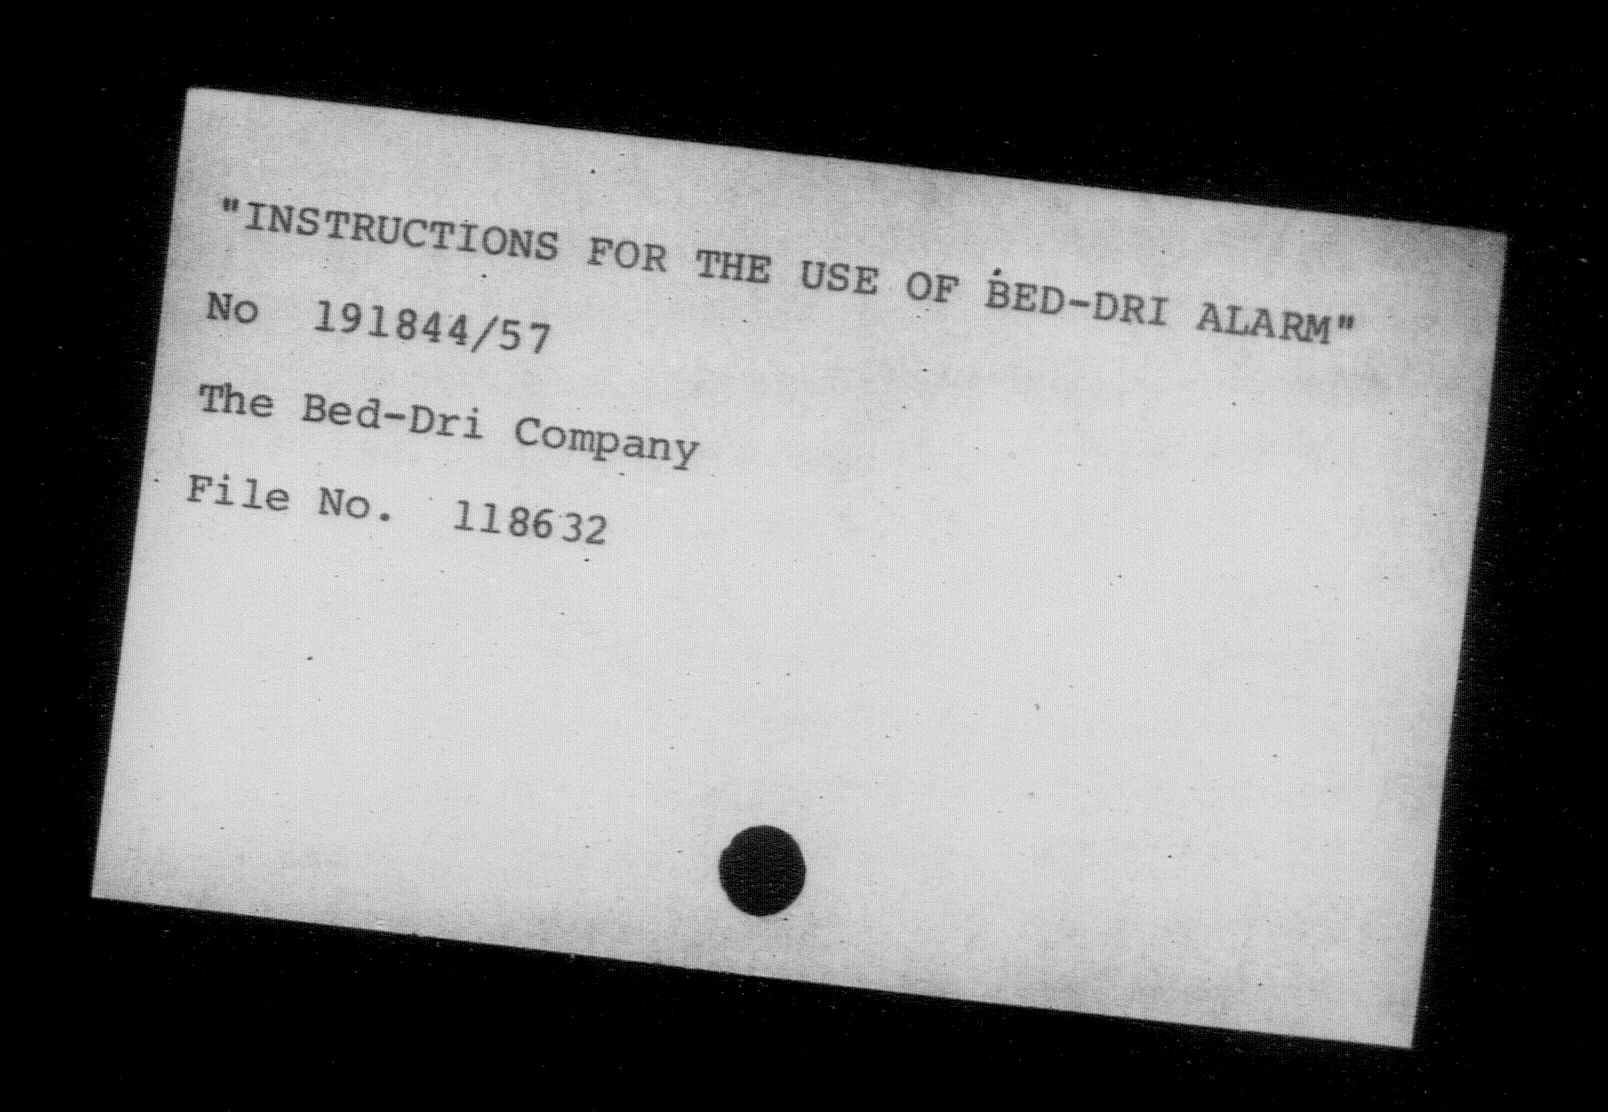 "INSTRUCTIONS FOR THE USE OF BED-DRI ALARM"
No 191844/57
The Bed-Dri Company
File No. 118632